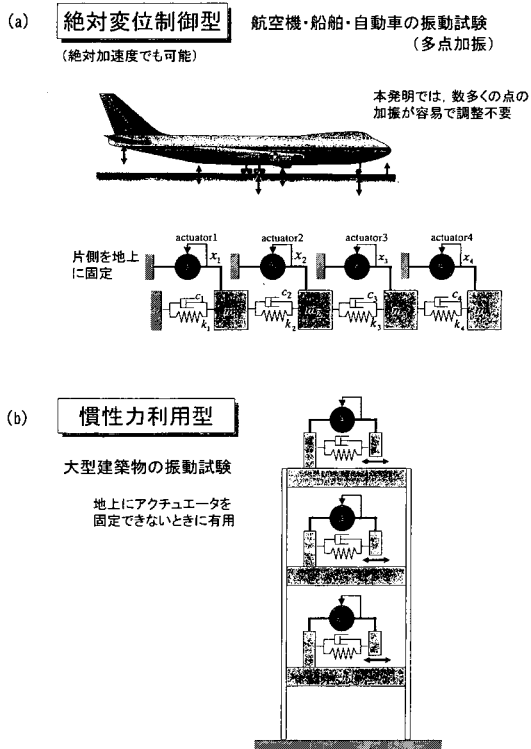 (a) 絶対変位制御型 航空機・船舶・自動車の振動試験
(絶対加速度でも可能) (多点加振)
本発明では, 数多くの点の
加振が容易で調整不要
片側を地上
に固定
actuator1 actuator2 actuator3 actuator4
x₁ x₂ x₃ x₄
c₁ c₂ c₃ c₄
k₁ k₂ k₃ k₄
(b) 慣性力利用型
大型建築物の振動試験
地上にアクチュエータを
固定できないときに有用